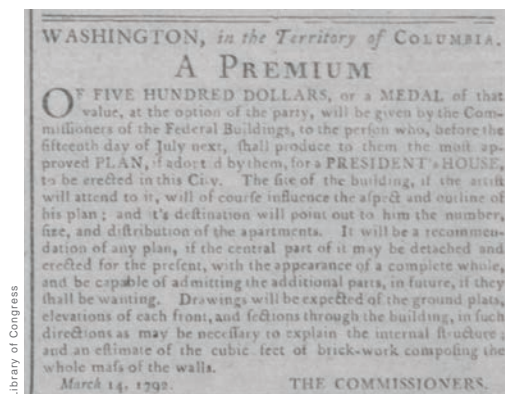 WASHINGTON, in the Territory of COLUMBIA.
A PREMIUM
OF FIVE HUNDRED DOLLARS, or a MEDAL of that
value, at the option of the party, will be given by the Com-
miſſioners of the Federal Buildings, to the perſon who, before the
fifteenth day of July next, ſhall produce to them the moſt ap-
proved PLAN, if adopt d by them, for a PRESIDENT's HOUSE,
to be erected in this City. The ſite of the building, if the artiſt
will attend to it, will of courſe influence the aſpect and outline of
his plan; and it's deſtination will point out to him the number,
ſize, and diſtribution of the apartments. It will be a recommen-
dation of any plan, if the central part of it may be detached and
erected for the preſent, with the appearance of a complete whole,
and be capable of admitting the additional parts, in future, if they
ſhall be wanting. Drawings will be expected of the ground plats,
elevations of each front, and ſections through the building, in ſuch
directions as may be neceſſary to explain the internal ſtructure;
and an eſtimate of the cubic feet of brick-work compoſing the
whole maſs of the walls.
March 14, 1792. THE COMMISSIONERS.
Library of Congress